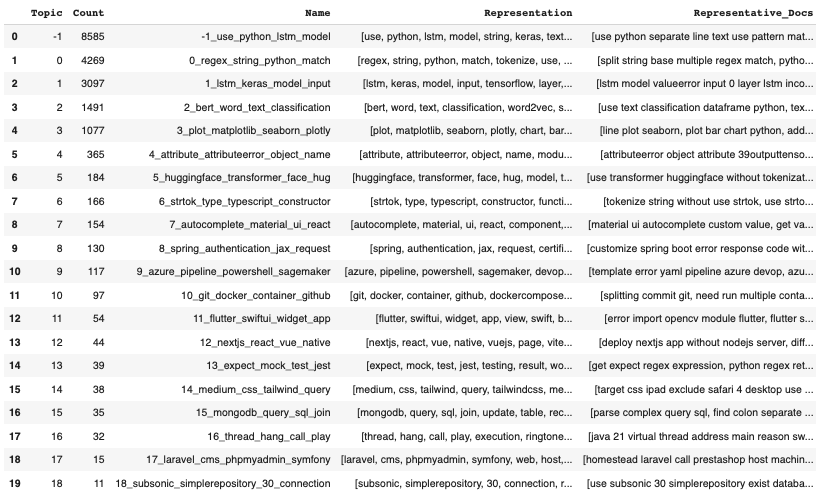 Topic Count Name Representation Representative_Docs
0 -1 8585 -1_use_python_lstm_model [use, python, lstm, model, string, keras, text... [use python separate line text use pattern mat...
1 0 4269 0_regex_string_python_match [regex, string, python, match, tokenize, use, ... [split string base multiple regex match, pytho...
2 1 3097 1_lstm_keras_model_input [lstm, keras, model, input, tensorflow, layer,... [lstm model valueerror input 0 layer lstm inco...
3 2 1491 2_bert_word_text_classification [bert, word, text, classification, word2vec, s... [use text classification dataframe python, tex...
4 3 1077 3_plot_matplotlib_seaborn_plotly [plot, matplotlib, seaborn, plotly, chart, bar... [line plot seaborn, plot bar chart python, add...
5 4 365 4_attribute_attributeerror_object_name [attribute, attributeerror, object, name, modu... [attributeerror object attribute 39outputtenso...
6 5 184 5_huggingface_transformer_face_hug [huggingface, transformer, face, hug, model, t... [use transformer huggingface without tokenizat...
7 6 166 6_strtok_type_typescript_constructor [strtok, type, typescript, constructor, functi... [tokenize string without use strtok, use strto...
8 7 154 7_autocomplete_material_ui_react [autocomplete, material, ui, react, component,... [material ui autocomplete custom value, get va...
9 8 130 8_spring_authentication_jax_request [spring, authentication, jax, request, certifi... [customize spring boot error response code wit...
10 9 117 9_azure_pipeline_powershell_sagemaker [azure, pipeline, powershell, sagemaker, devop... [template error yaml pipeline azure devop, azu...
11 10 97 10_git_docker_container_github [git, docker, container, github, dockercompose... [splitting commit git, need run multiple conta...
12 11 54 11_flutter_swiftui_widget_app [flutter, swiftui, widget, app, view, swift, b... [error import opencv module flutter, flutter s...
13 12 44 12_nextjs_react_vue_native [nextjs, react, vue, native, vuejs, page, vite... [deploy nextjs app without nodejs server, diff...
14 13 39 13_expect_mock_test_jest [expect, mock, test, jest, testing, result, wo... [get expect regex expression, python regex ret...
15 14 38 14_medium_css_tailwind_query [medium, css, tailwind, query, tailwindcss, me... [target css ipad exclude safari 4 desktop use ...
16 15 35 15_mongodb_query_sql_join [mongodb, query, sql, join, update, table, rec... [parse complex query sql, find colon separate ...
17 16 32 16_thread_hang_call_play [thread, hang, call, play, execution, ringtone... [java 21 virtual thread address main reason sw...
18 17 15 17_laravel_cms_phpmyadmin_symfony [laravel, cms, phpmyadmin, symfony, web, host,... [homestead laravel call prestashop host machin...
19 18 11 18_subsonic_simplerepository_30_connection [subsonic, simplerepository, 30, connection, r... [use subsonic 30 simplerepository exist databa...